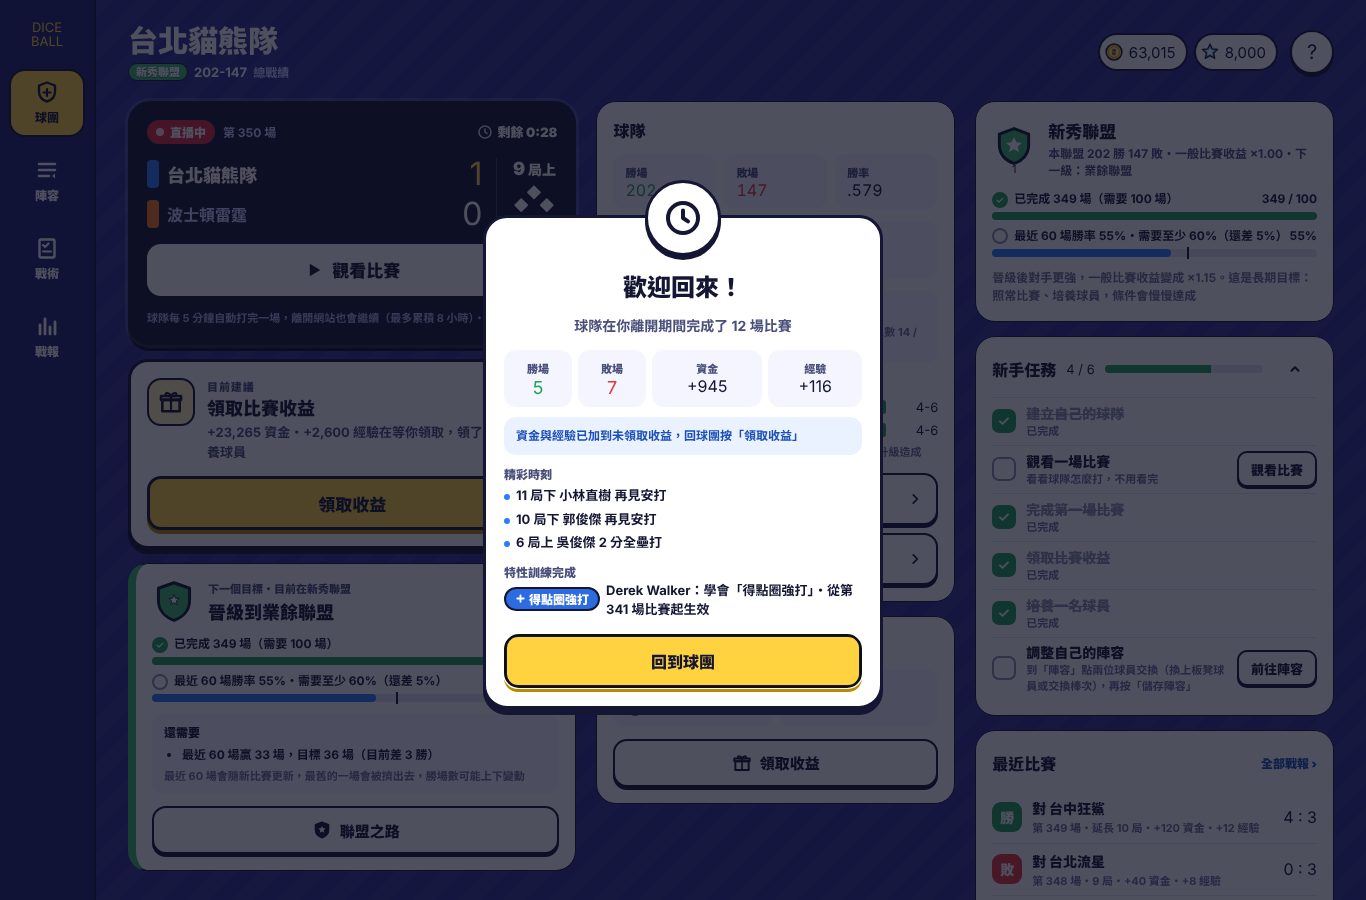 DICE
BALL
球團
陣容
戰術
戰報
台北貓熊隊
新秀聯盟 202-147 總戰績
63,015
8,000
?
直播中 第 350 場 剩餘 0:28
台北貓熊隊 1
波士頓雷霆 0
9 局上
觀看比賽
球隊每 5 分鐘自動打完一場，離開網站也會繼續（最多累積 8 小時）・
目前建議
領取比賽收益
+23,265 資金・+2,600 經驗在等你領取，領了
養球員
領取收益
下一個目標・目前在新秀聯盟
晉級到業餘聯盟
已完成 349 場（需要 100 場）
最近 60 場勝率 55%・需要至少 60%（還差 5%）
還需要
• 最近 60 場贏 33 場，目標 36 場（目前差 3 勝）
最近 60 場會隨新比賽更新，最舊的一場會被擠出去，勝場數可能上下變動
聯盟之路
球隊
勝場 敗場 勝率
202 147 .579
數 14 /
4-6
4-6
升級造成
領取收益
歡迎回來！
球隊在你離開期間完成了 12 場比賽
勝場 敗場 資金 經驗
5 7 +945 +116
資金與經驗已加到未領取收益，回球團按「領取收益」
精彩時刻
11 局下 小林直樹 再見安打
10 局下 郭俊傑 再見安打
6 局上 吳俊傑 2 分全壘打
特性訓練完成
+ 得點圈強打
Derek Walker：學會「得點圈強打」・從第
341 場比賽起生效
回到球團
新秀聯盟
本聯盟 202 勝 147 敗・一般比賽收益 ×1.00・下
一級：業餘聯盟
已完成 349 場（需要 100 場） 349 / 100
最近 60 場勝率 55%・需要至少 60%（還差 5%） 55%
晉級後對手更強，一般比賽收益變成 ×1.15。這是長期目標：
照常比賽、培養球員，條件會慢慢達成
新手任務 4 / 6
建立自己的球隊
已完成
觀看一場比賽
看看球隊怎麼打，不用看完
觀看比賽
完成第一場比賽
已完成
領取比賽收益
已完成
培養一名球員
已完成
調整自己的陣容
到「陣容」點兩位球員交換（換上板凳球
員或交換棒次），再按「儲存陣容」
前往陣容
最近比賽 全部戰報 ›
勝 對 台中狂鯊 4 : 3
第 349 場・延長 10 局・+120 資金・+12 經驗
敗 對 台北流星 0 : 3
第 348 場・9 局・+40 資金・+8 經驗